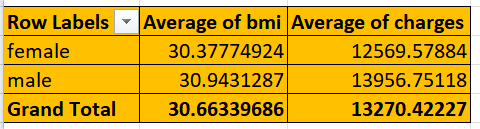 Row Labels Average of bmi Average of charges
female 30.37774924 12569.57884
male 30.9431287 13956.75118
Grand Total 30.66339686 13270.42227